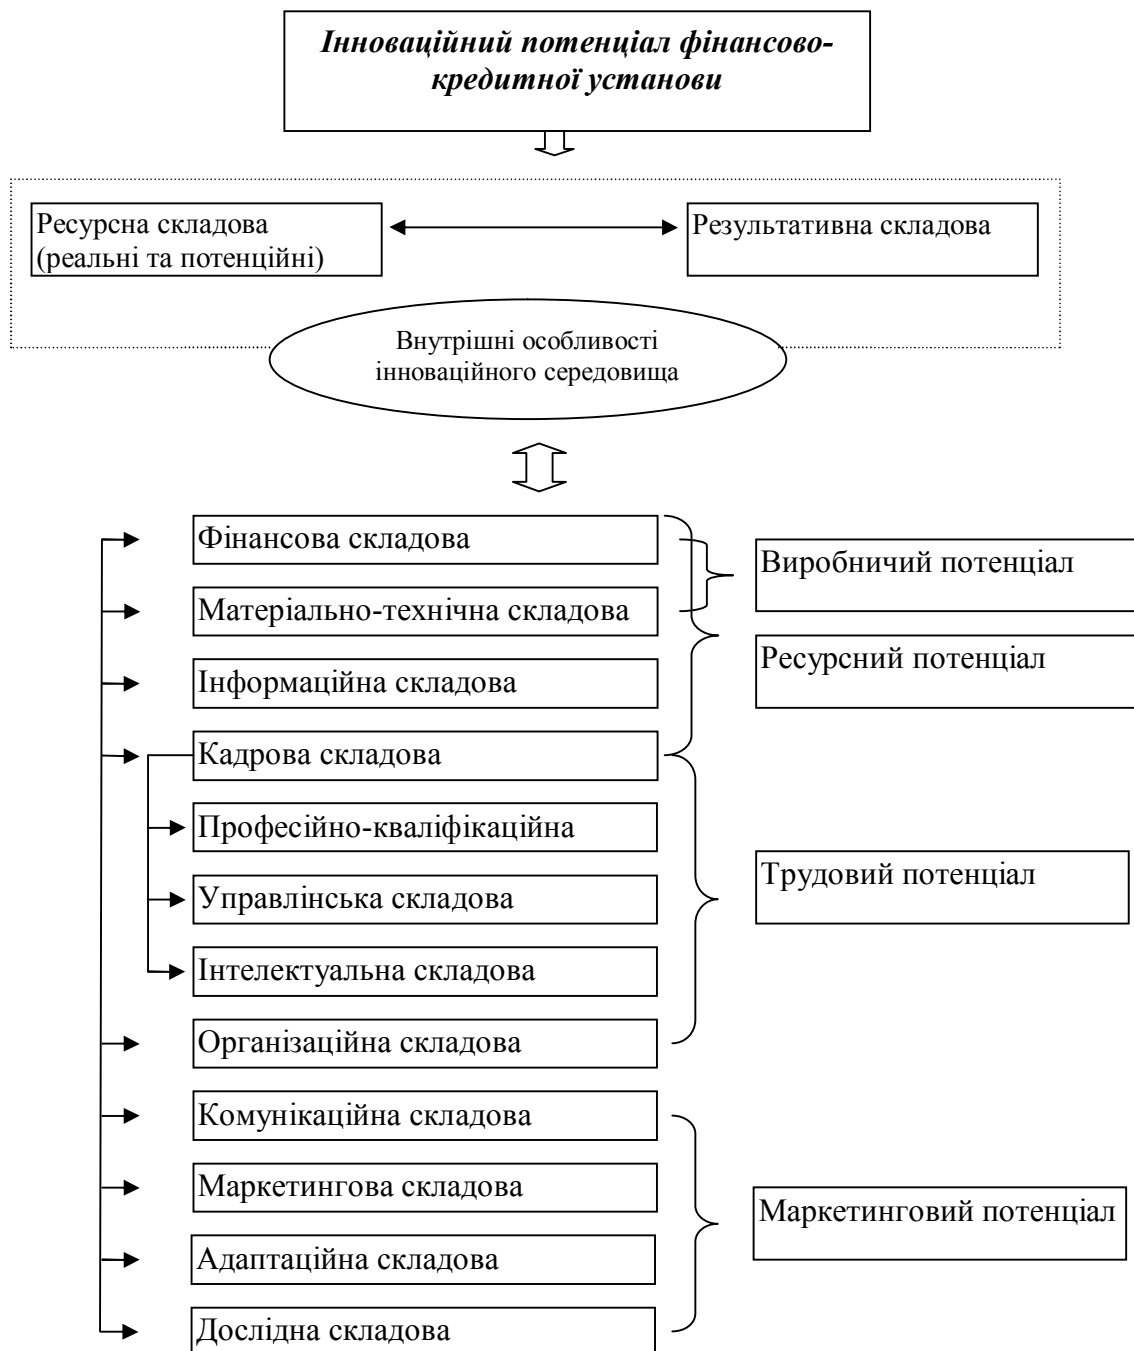 Інноваційний потенціал фінансово-
кредитної установи
Ресурсна складова
(реальні та потенційні)
Результативна складова
Внутрішні особливості
інноваційного середовища
Фінансова складова
Виробничий потенціал
Матеріально-технічна складова
Ресурсний потенціал
Інформаційна складова
Кадрова складова
Професійно-кваліфікаційна
Трудовий потенціал
Управлінська складова
Інтелектуальна складова
Організаційна складова
Комунікаційна складова
Маркетингова складова
Маркетинговий потенціал
Адаптаційна складова
Дослідна складова